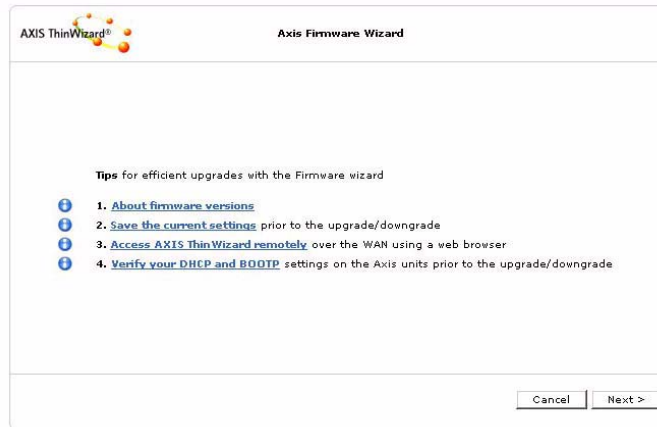 AXIS ThinWizard®
Axis Firmware Wizard
Tips for efficient upgrades with the Firmware wizard
1. About firmware versions
2. Save the current settings prior to the upgrade/downgrade
3. Access AXIS ThinWizard remotely over the WAN using a web browser
4. Verify your DHCP and BOOTP settings on the Axis units prior to the upgrade/downgrade
Cancel
Next >